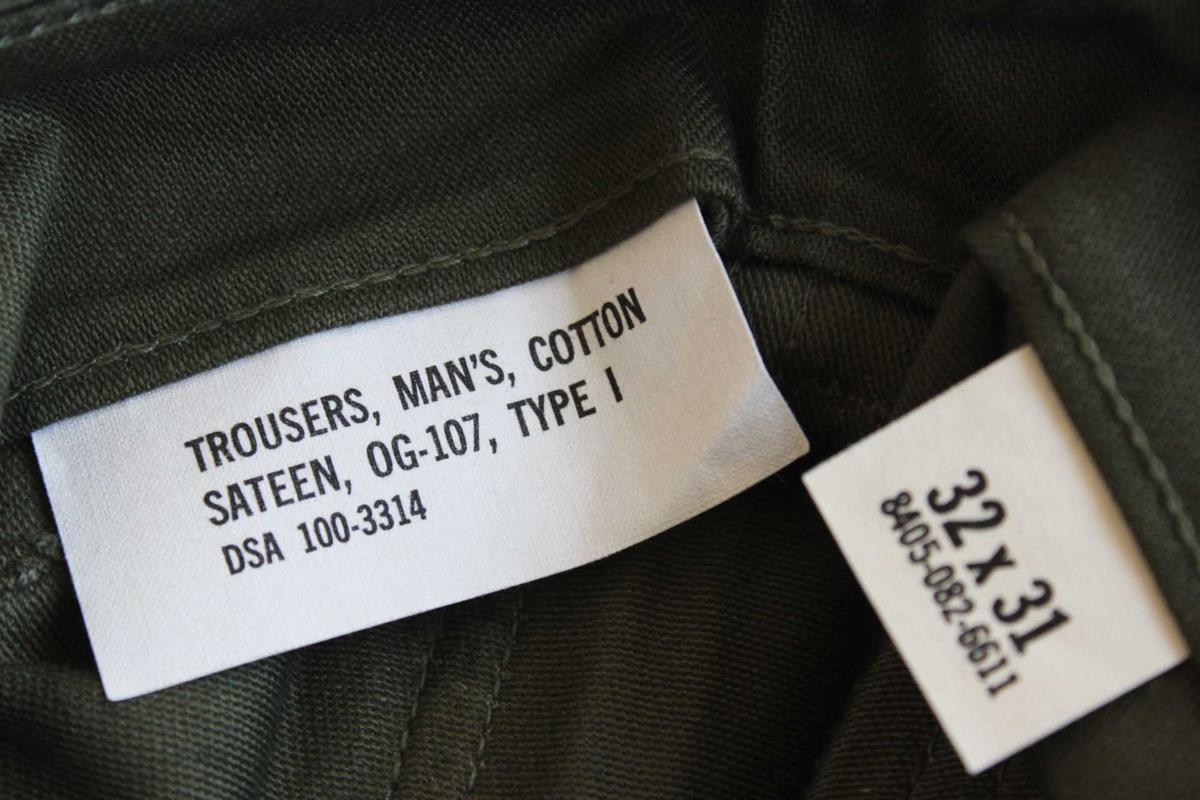 TROUSERS, MAN'S, COTTON
SATEEN, OG-107, TYPE I
DSA 100-3314
32 x 31
8405-082-6611